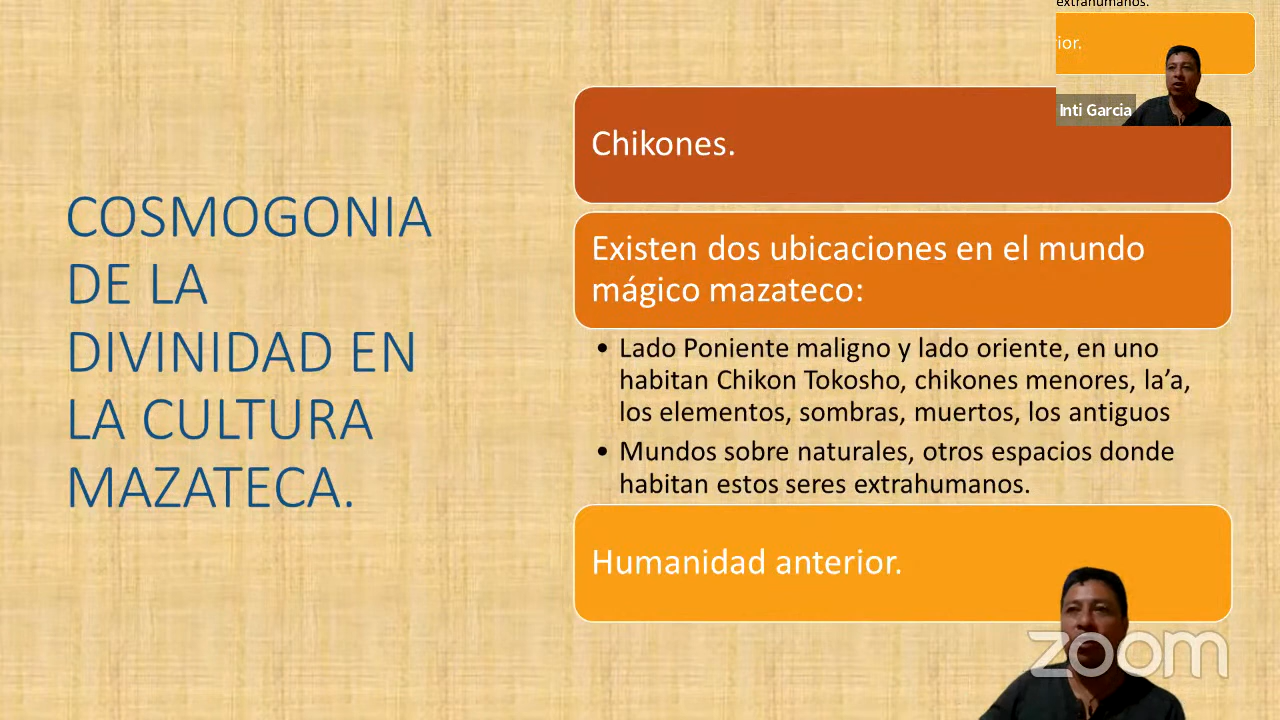 extrahumanos.
ior.
Inti Garcia
COSMOGONIA
DE LA
DIVINIDAD EN
LA CULTURA
MAZATECA.
Chikones.
Existen dos ubicaciones en el mundo
mágico mazateco:
• Lado Poniente maligno y lado oriente, en uno
habitan Chikon Tokosho, chikones menores, la’a,
los elementos, sombras, muertos, los antiguos
• Mundos sobre naturales, otros espacios donde
habitan estos seres extrahumanos.
Humanidad anterior.
zoom